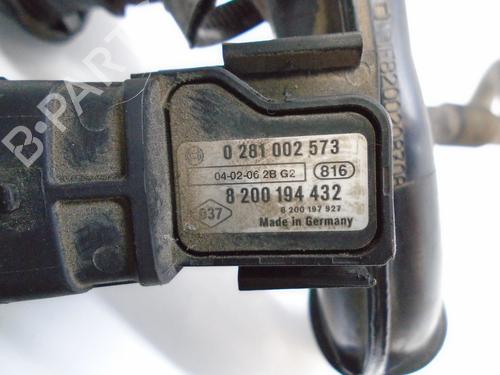 0 281 002 573
04-02-06 2B G2 816
8 200 194 432
037 8 200 197 927
Made in Germany
B-PARTS